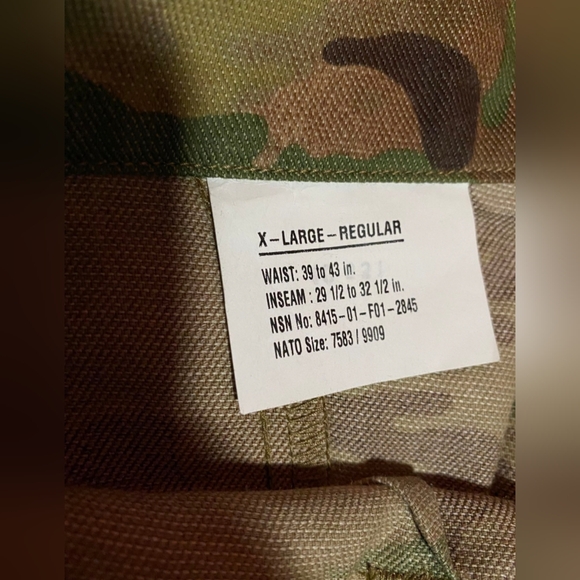 X-LARGE-REGULAR
WAIST: 39 to 43 in.
INSEAM : 29 1/2 to 32 1/2 in.
NSN No: 8415-01-F01-2845
NATO Size: 7583 / 9909